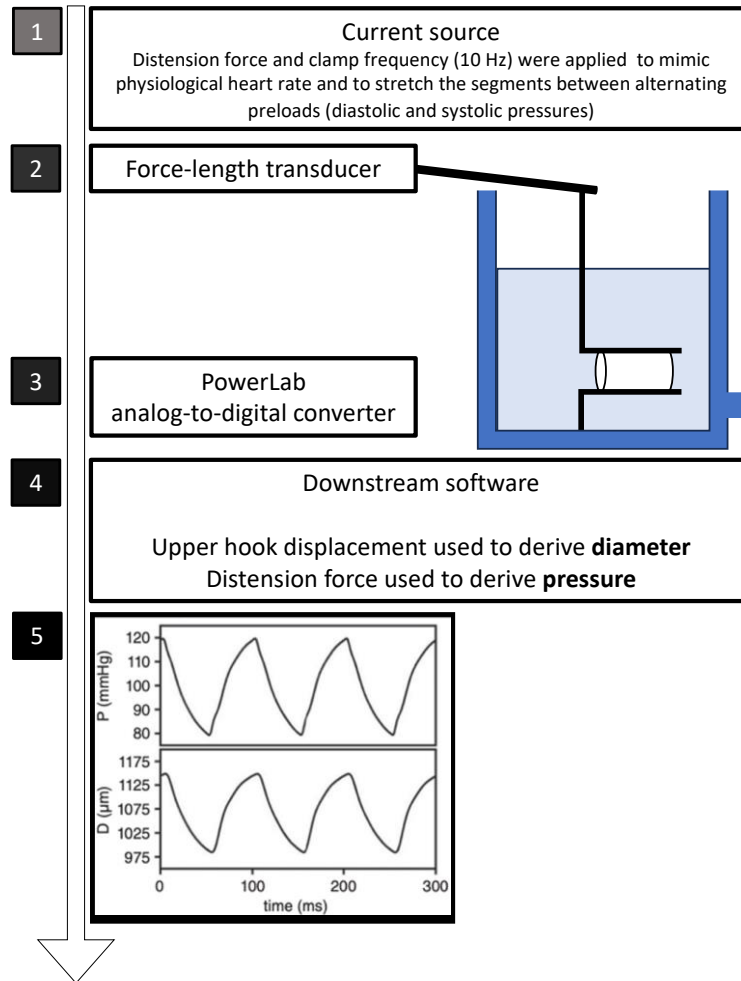 1
Current source
Distension force and clamp frequency (10 Hz) were applied to mimic
physiological heart rate and to stretch the segments between alternating
preloads (diastolic and systolic pressures)
2
Force-length transducer
3
PowerLab
analog-to-digital converter
4
Downstream software
Upper hook displacement used to derive diameter
Distension force used to derive pressure
5
P (mmHg)
120
110
100
90
80
D (µm)
1175
1125
1075
1025
975
0 100 200 300
time (ms)